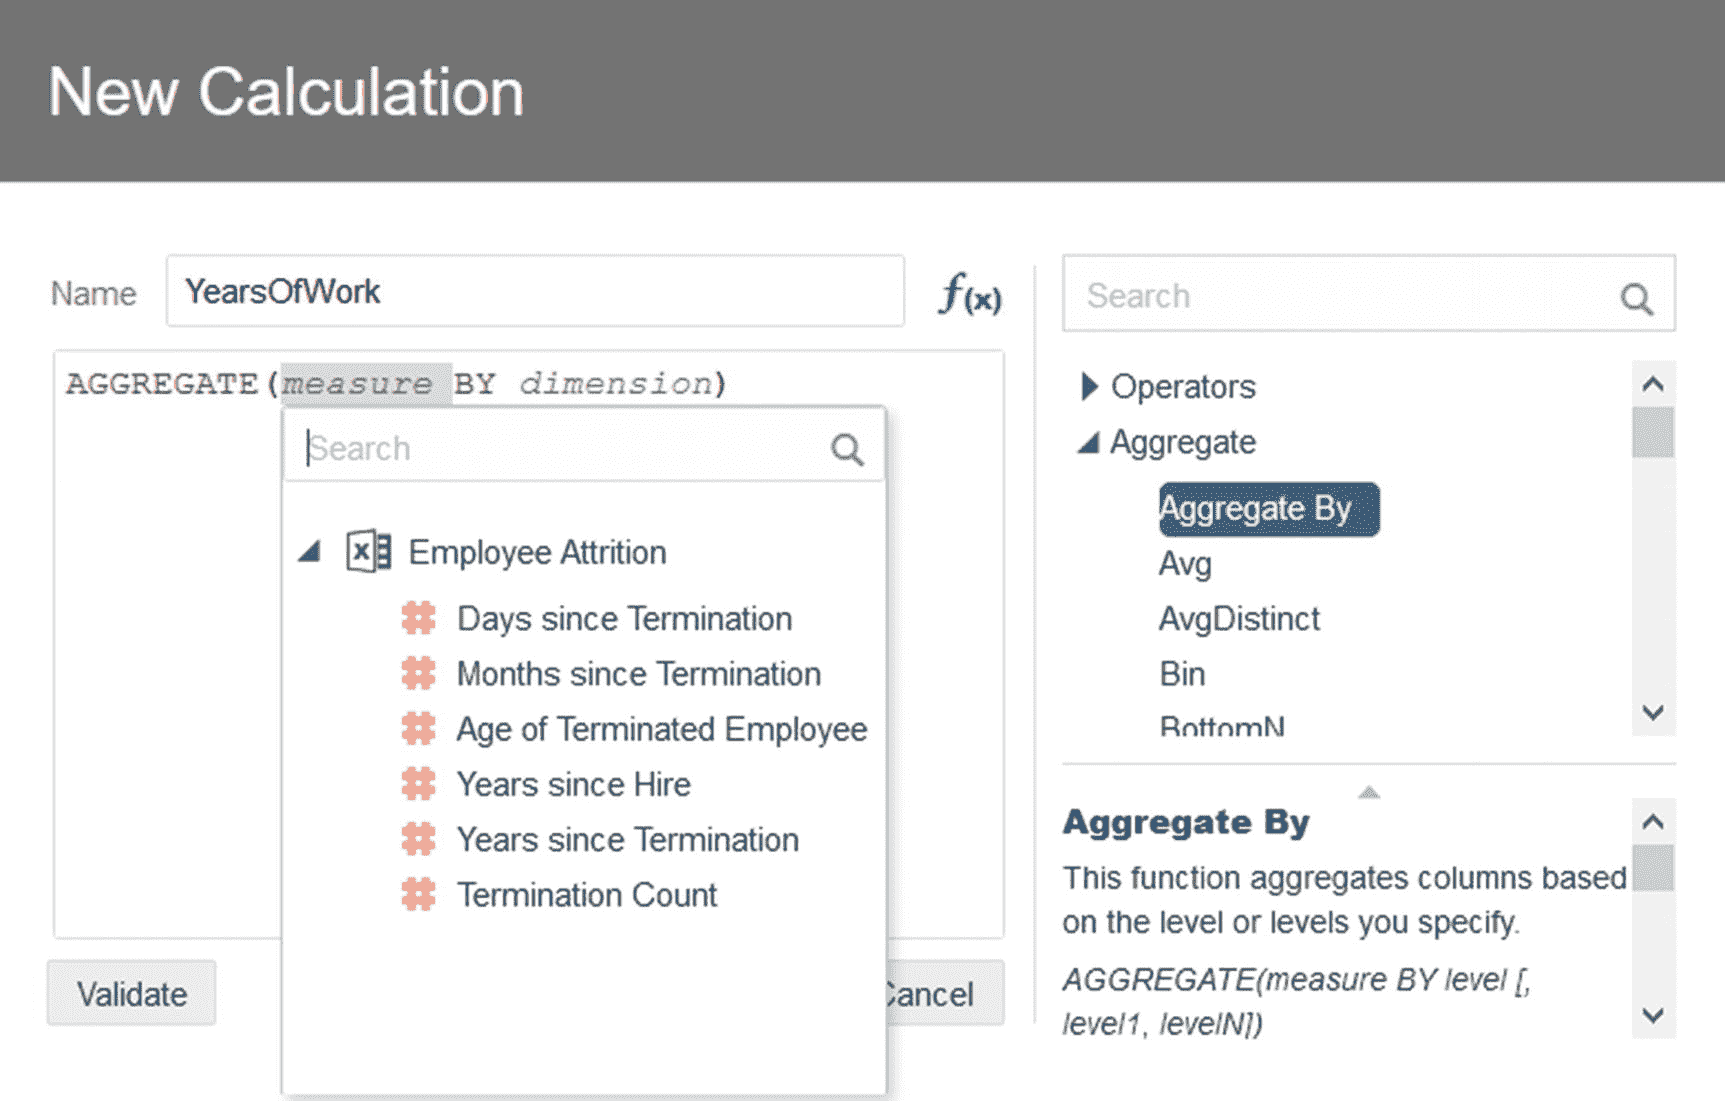 New Calculation
Name
YearsOfWork
f(x)
AGGREGATE(measure BY dimension)
Search
Employee Attrition
Days since Termination
Months since Termination
Age of Terminated Employee
Years since Hire
Years since Termination
Termination Count
Validate
Cancel
Search
Operators
Aggregate
Aggregate By
Avg
AvgDistinct
Bin
BottomN
Aggregate By
This function aggregates columns based
on the level or levels you specify.
AGGREGATE(measure BY level [,
level1, levelN])